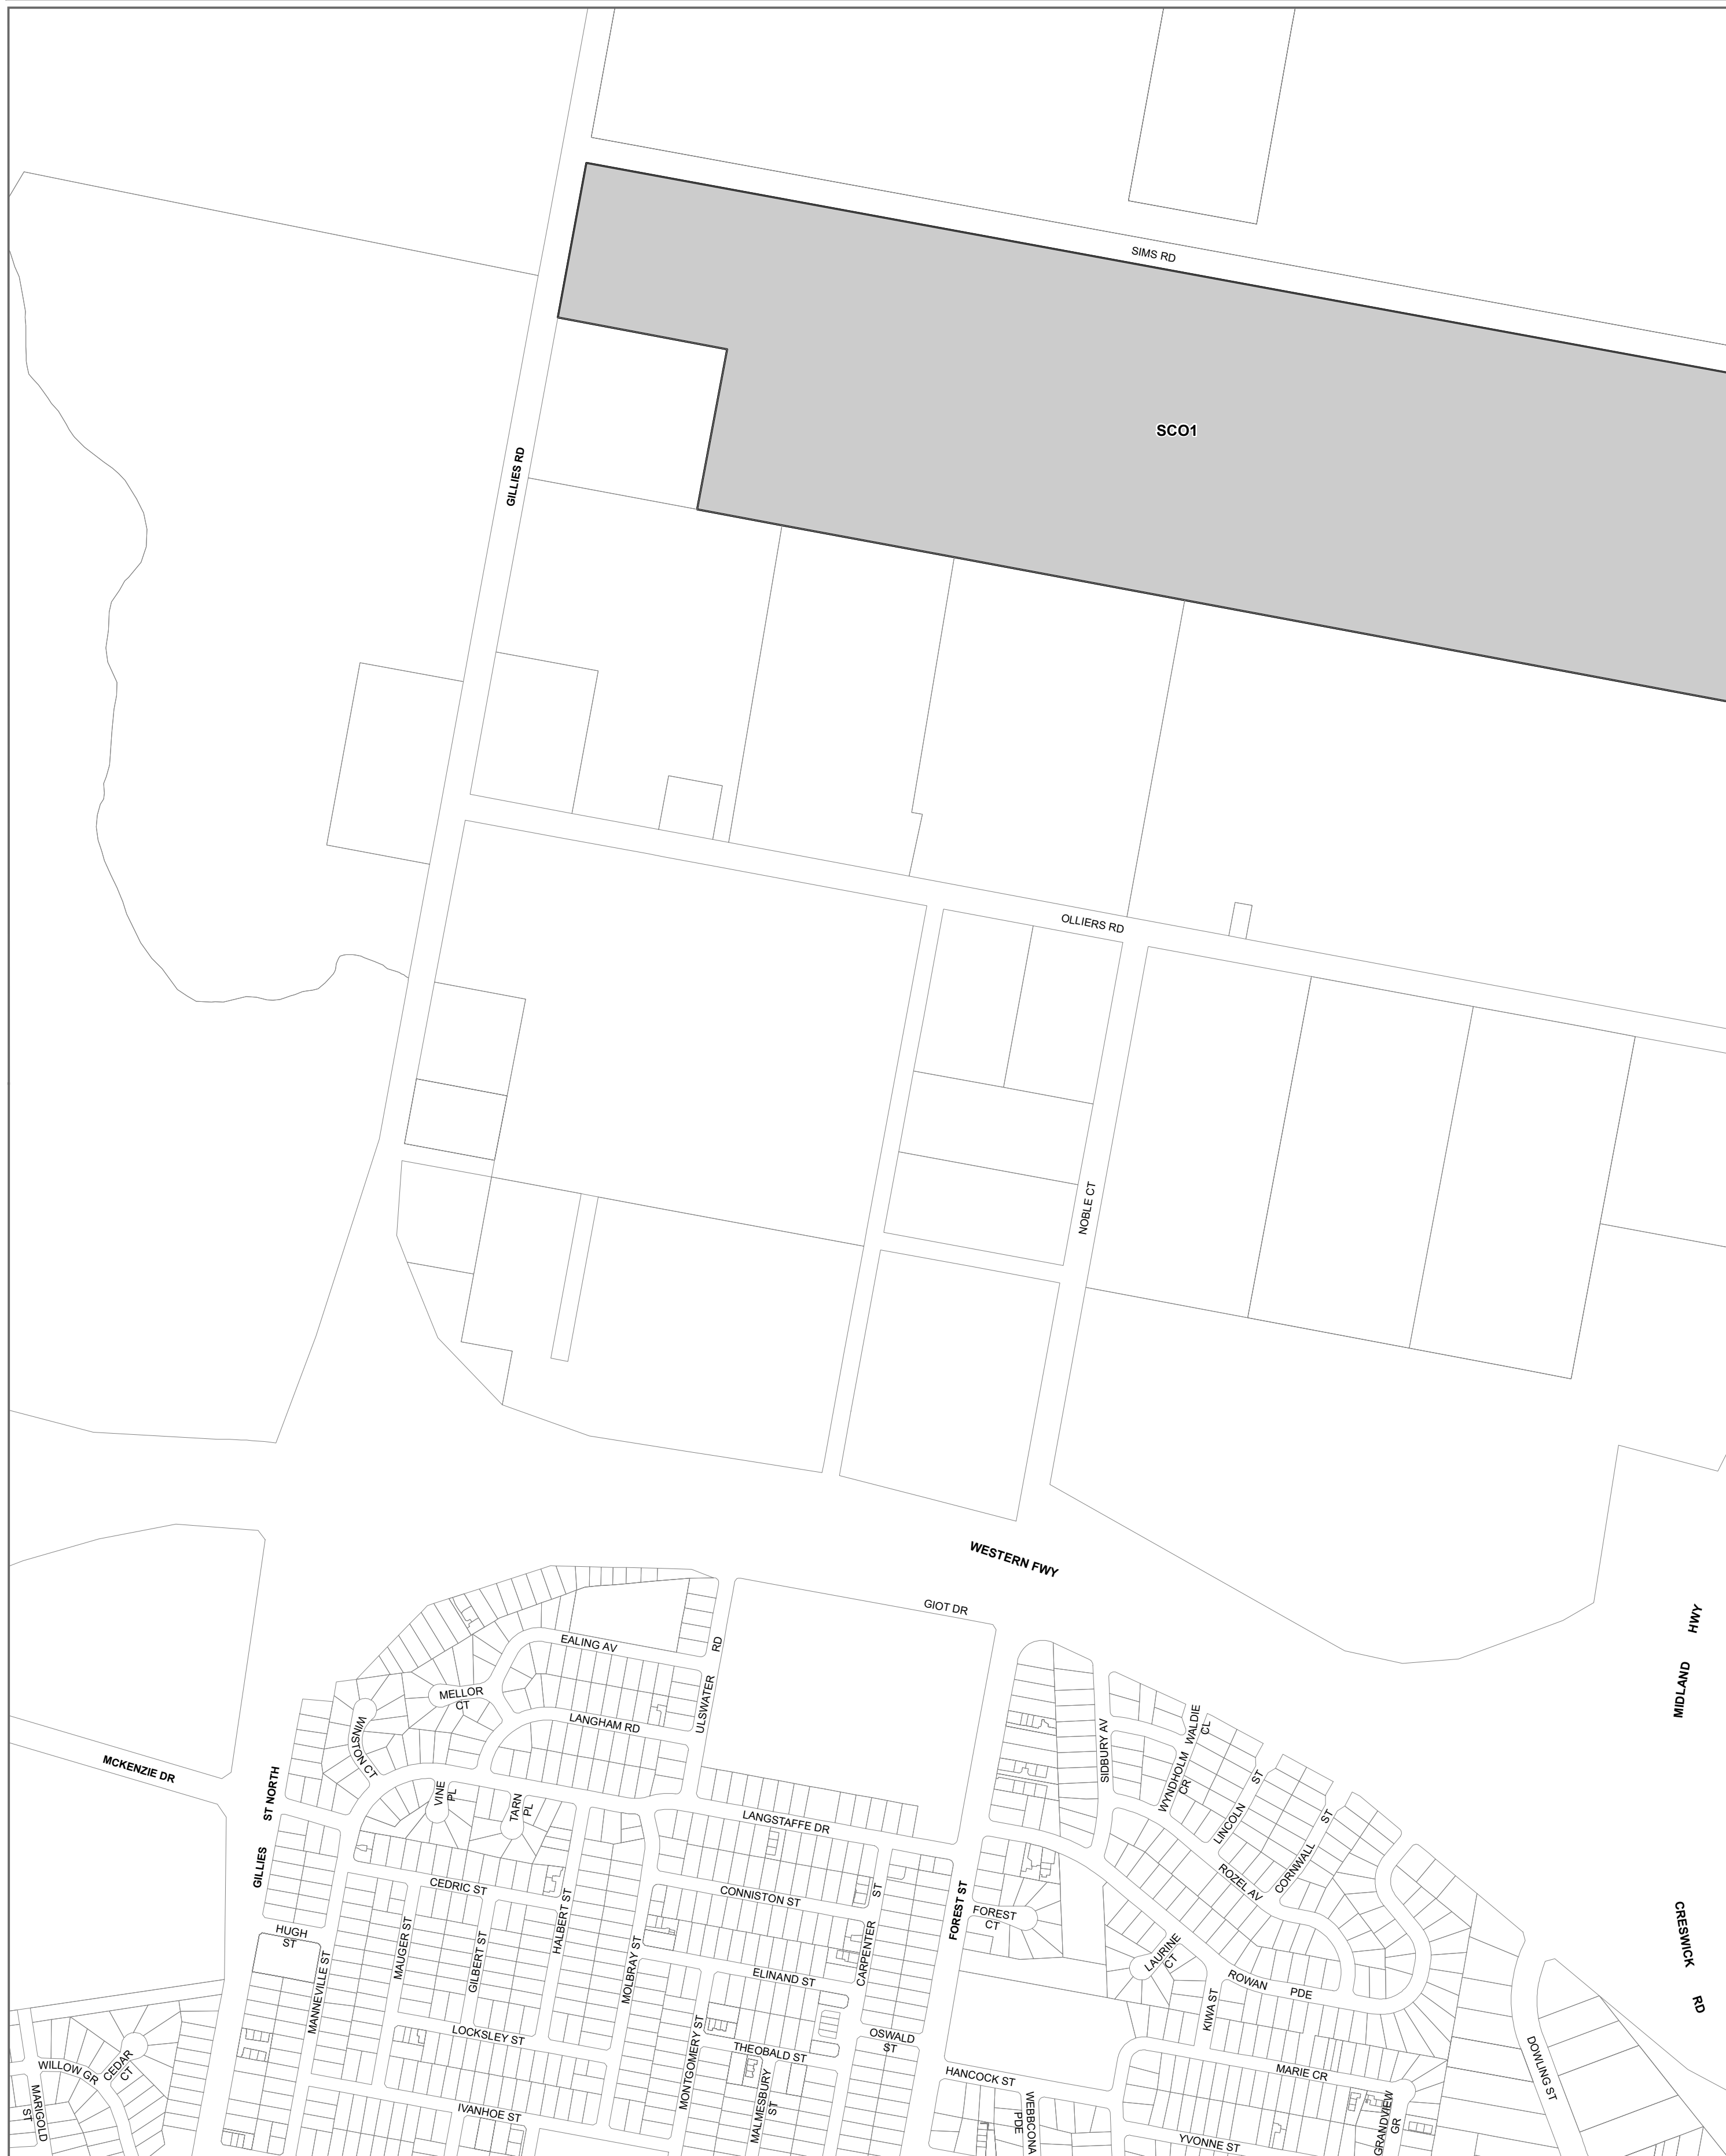 SIMS RD
SCO1
GILLIES RD
OLLIERS RD
NOBLE CT
WESTERN FWY
GIOT DR
MIDLAND HWY
EALING AV
ULSWATER RD
MELLOR
CT
LANGHAM RD
WINSTON CT
SIDBURY AV
WALDIE
CL
WYNDHOLM
CR
MCKENZIE DR
GILLIES ST NORTH
VINE
PL
TARN
PL
LANGSTAFFE DR
LINCOLN ST
CORNWALL ST
ROZEL AV
CEDRIC ST
CONNISTON ST
CARPENTER ST
FOREST ST
FOREST
CT
HUGH
ST
MANNEVILLE ST
MAUGER ST
GILBERT ST
HALBERT ST
MOLBRAY ST
ELINAND ST
LAURINE
CT
ROWAN PDE
KIWA ST
CRESWICK RD
LOCKSLEY ST
MONTGOMERY ST
THEOBALD ST
OSWALD
ST
WILLOW GR
CEDAR
CT
MARIGOLD
ST
IVANHOE ST
MALMESBURY
ST
HANCOCK ST
WEBBCONA
PDE
MARIE CR
GRANDVIEW
GR
YVONNE ST
DOWLING ST